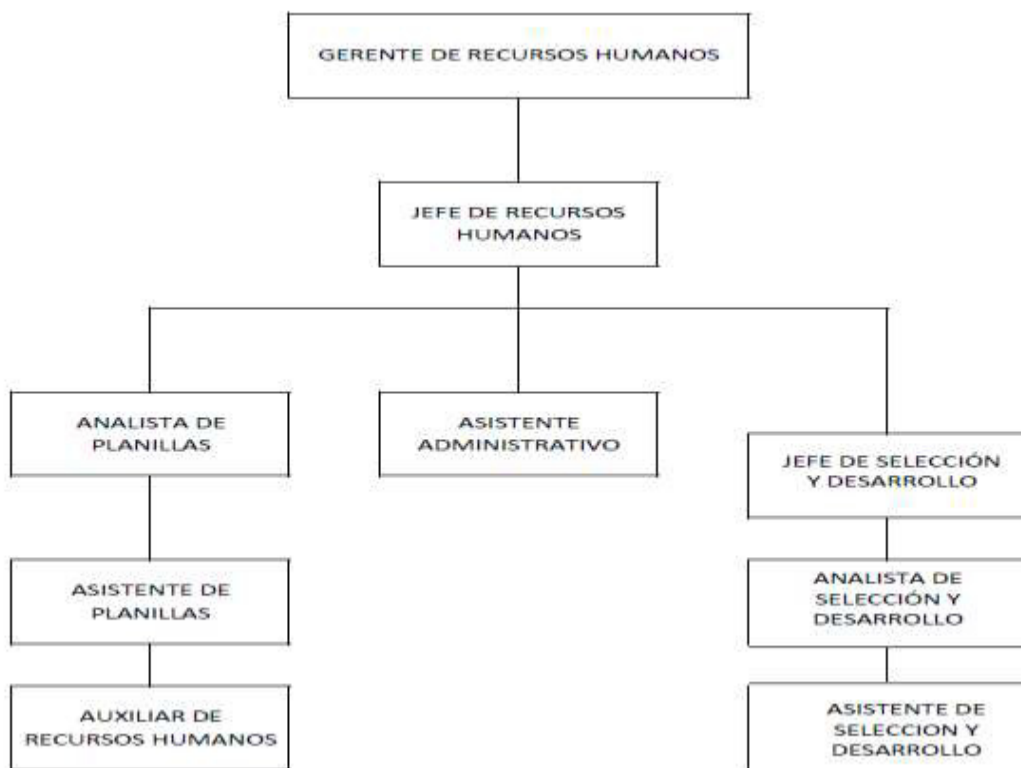 GERENTE DE RECURSOS HUMANOS
JEFE DE RECURSOS
HUMANOS
ANALISTA DE
PLANILLAS
ASISTENTE
ADMINISTRATIVO
JEFE DE SELECCIÓN
Y DESARROLLO
ASISTENTE DE
PLANILLAS
ANALISTA DE
SELECCIÓN Y
DESARROLLO
AUXILIAR DE
RECURSOS HUMANOS
ASISTENTE DE
SELECCION Y
DESARROLLO